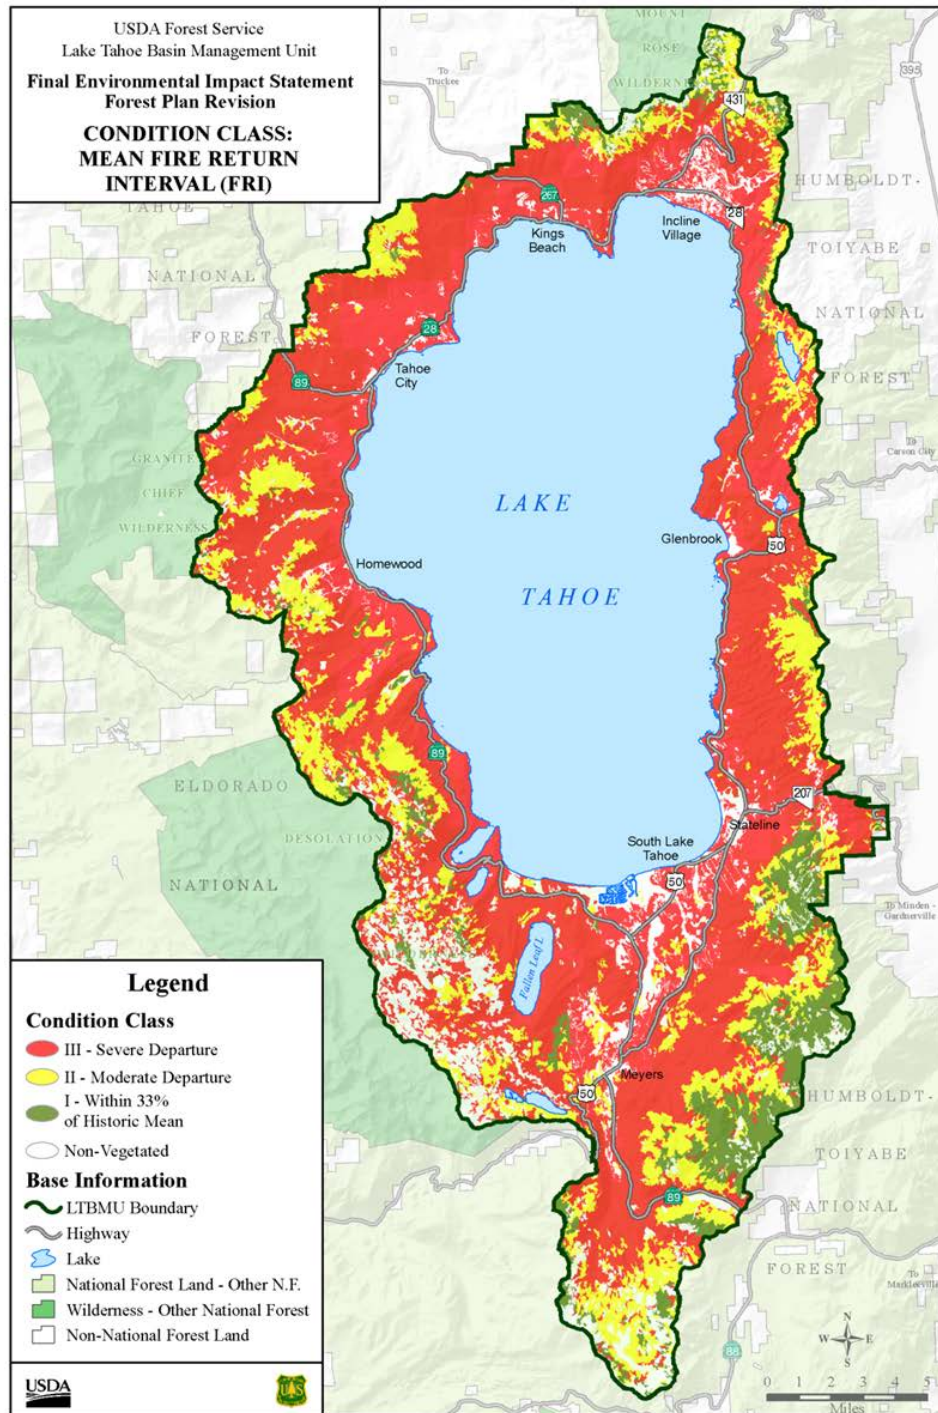 USDA Forest Service
Lake Tahoe Basin Management Unit
Final Environmental Impact Statement
Forest Plan Revision
CONDITION CLASS:
MEAN FIRE RETURN
INTERVAL (FRI)
MOUNT
ROSE
WILDERNESS
To
Truckee
395
431
HUMBOLDT-
TOIYABE
NATIONAL
FOREST
TAHOE
NATIONAL
FOREST
267
28
Kings
Beach
Incline
Village
28
Tahoe
City
89
To
Carson City
GRANITE
CHIEF
WILDERNESS
LAKE
TAHOE
Glenbrook
50
Homewood
89
ELDORADO
NATIONAL
DESOLATION
207
Stateline
South Lake
Tahoe
50
To Minden -
Gardnerville
Fallen Leaf L
Meyers
50
HUMBOLDT-
TOIYABE
NATIONAL
FOREST
89
To
Markleeville
88
Legend
Condition Class
III - Severe Departure
II - Moderate Departure
I - Within 33%
of Historic Mean
Non-Vegetated
Base Information
LTBMU Boundary
Highway
Lake
National Forest Land - Other N.F.
Wilderness - Other National Forest
Non-National Forest Land
USDA
N
W E
S
0 1 2 3 4 5
Miles